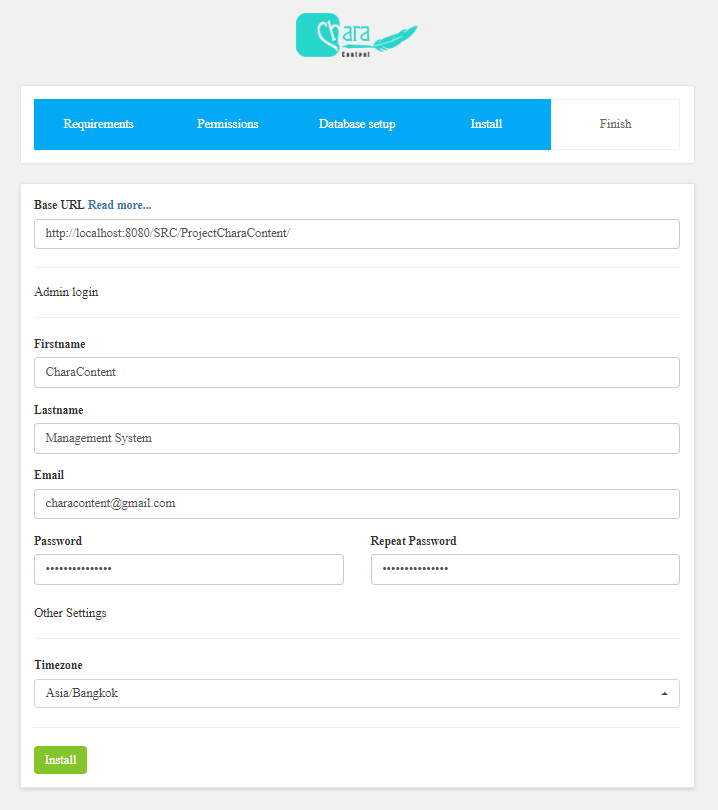 Chara
Content
Requirements Permissions Database setup Install Finish
Base URL Read more...
http://localhost:8080/SRC/ProjectCharaContent/
Admin login
Firstname
CharaContent
Lastname
Management System
Email
characontent@gmail.com
Password Repeat Password
••••••••••••••• •••••••••••••••
Other Settings
Timezone
Asia/Bangkok
Install